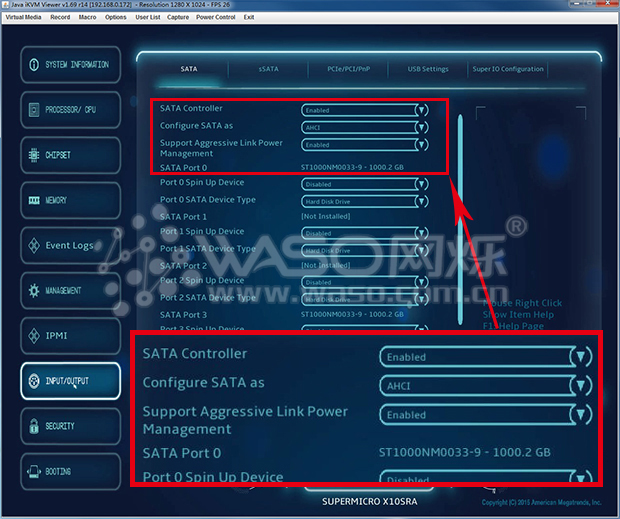 Java iKVM Viewer v1.69 r14 [192.168.0.172] - Resolution 1280 X 1024 - FPS 26
Virtual Media Record Macro Options User List Capture Power Control Exit
SYSTEM INFORMATION
PROCESSOR/ CPU
CHIPSET
MEMORY
Event Logs
MANAGEMENT
IPMI
INPUT/OUTPUT
SECURITY
BOOTING
SATA sSATA PCIe/PCI/PnP USB Settings Super IO Configuration
SATA Controller Enabled
Configure SATA as AHCI
Support Aggressive Link Power Enabled
Management
SATA Port 0 ST1000NM0033-9 - 1000.2 GB
Port 0 Spin Up Device Disabled
Port 0 SATA Device Type Hard Disk Drive
SATA Port 1 [Not Installed]
Port 1 Spin Up Device Disabled
Port 1 SATA Device Type Hard Disk Drive
SATA Port 2 [Not Installed]
Port 2 Spin Up Device Disabled
Port 2 SATA Device Type Hard Disk Drive
SATA Port 3 ST1000NM0033-9 - 1000.2 GB
Port 3 Spin Up Device Disabled
WASO网烁®
www.waso.com.cn
Mouse Right Click
Show Item Help
F1 Help Page
SATA Controller Enabled
Configure SATA as AHCI
Support Aggressive Link Power Enabled
Management
SATA Port 0 ST1000NM0033-9 - 1000.2 GB
Port 0 Spin Up Device Disabled
SUPERMICRO X10SRA
Copyright (C) 2015 American Megatrends, Inc.